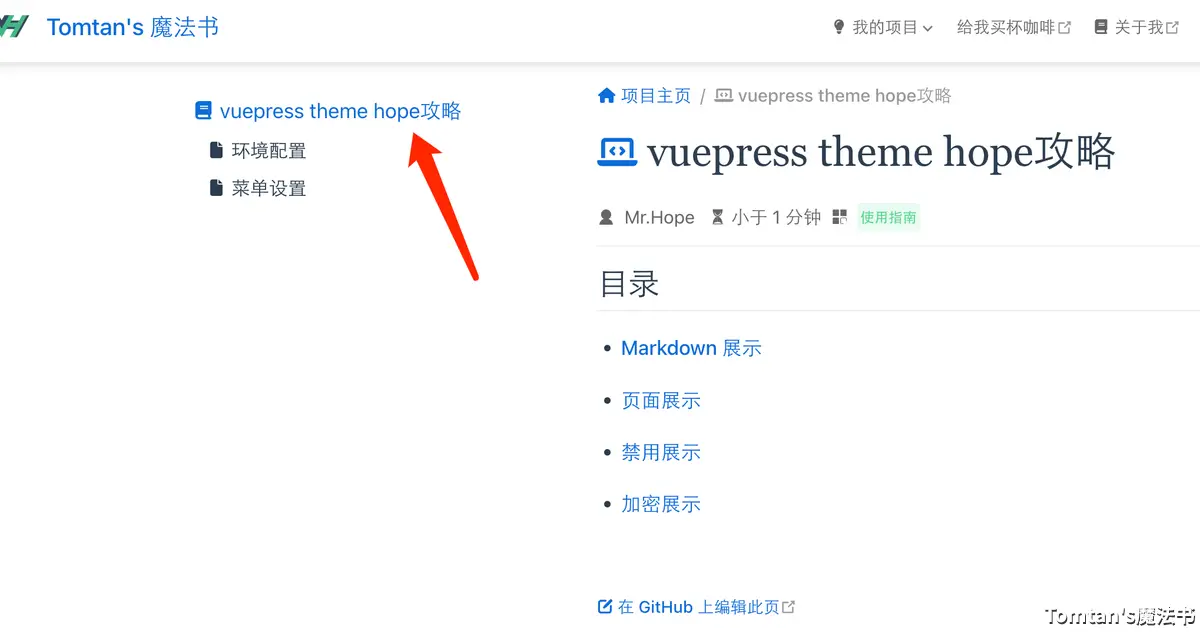 Tomtan's 魔法书
我的项目 给我买杯咖啡 关于我
vuepress theme hope攻略
环境配置
菜单设置
项目主页 / vuepress theme hope攻略
vuepress theme hope攻略
Mr.Hope 小于 1 分钟 使用指南
目录
Markdown 展示
页面展示
禁用展示
加密展示
在 GitHub 上编辑此页
Tomtan's魔法书